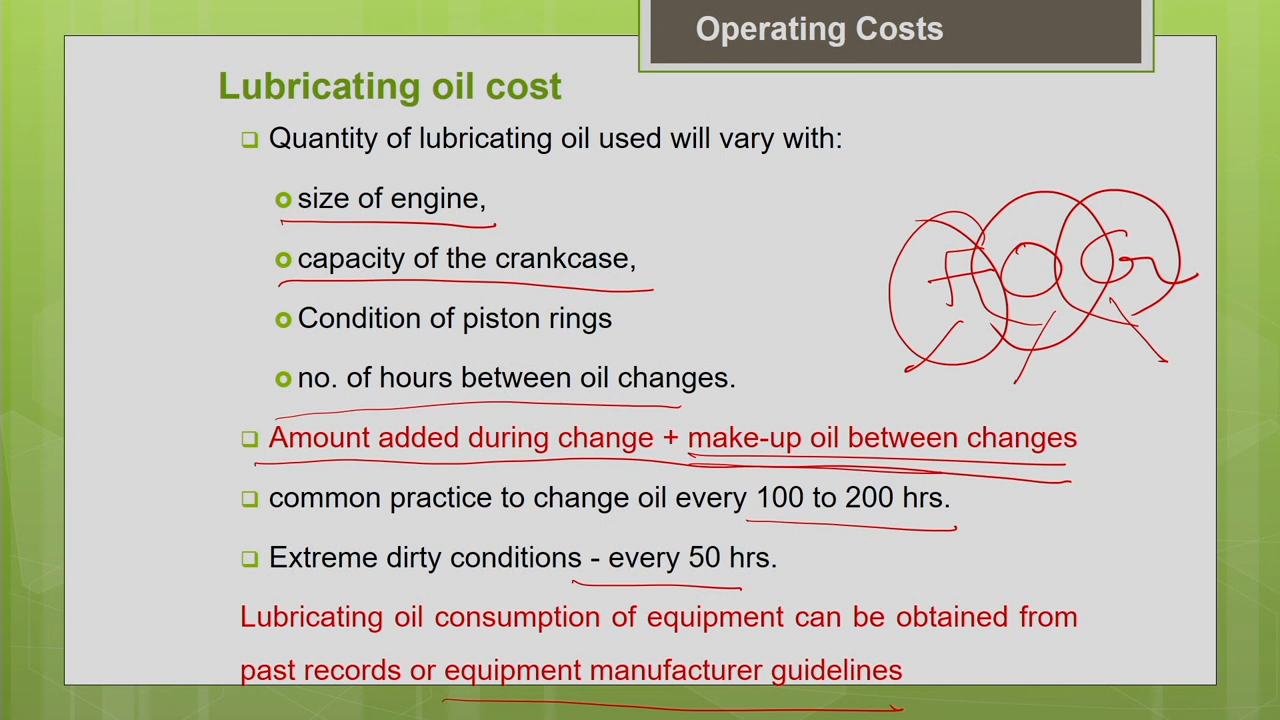 Operating Costs
Lubricating oil cost
Quantity of lubricating oil used will vary with:
size of engine,
capacity of the crankcase,
Condition of piston rings
no. of hours between oil changes.
Amount added during change + make-up oil between changes
common practice to change oil every 100 to 200 hrs.
Extreme dirty conditions - every 50 hrs.
Lubricating oil consumption of equipment can be obtained from
past records or equipment manufacturer guidelines
F O G